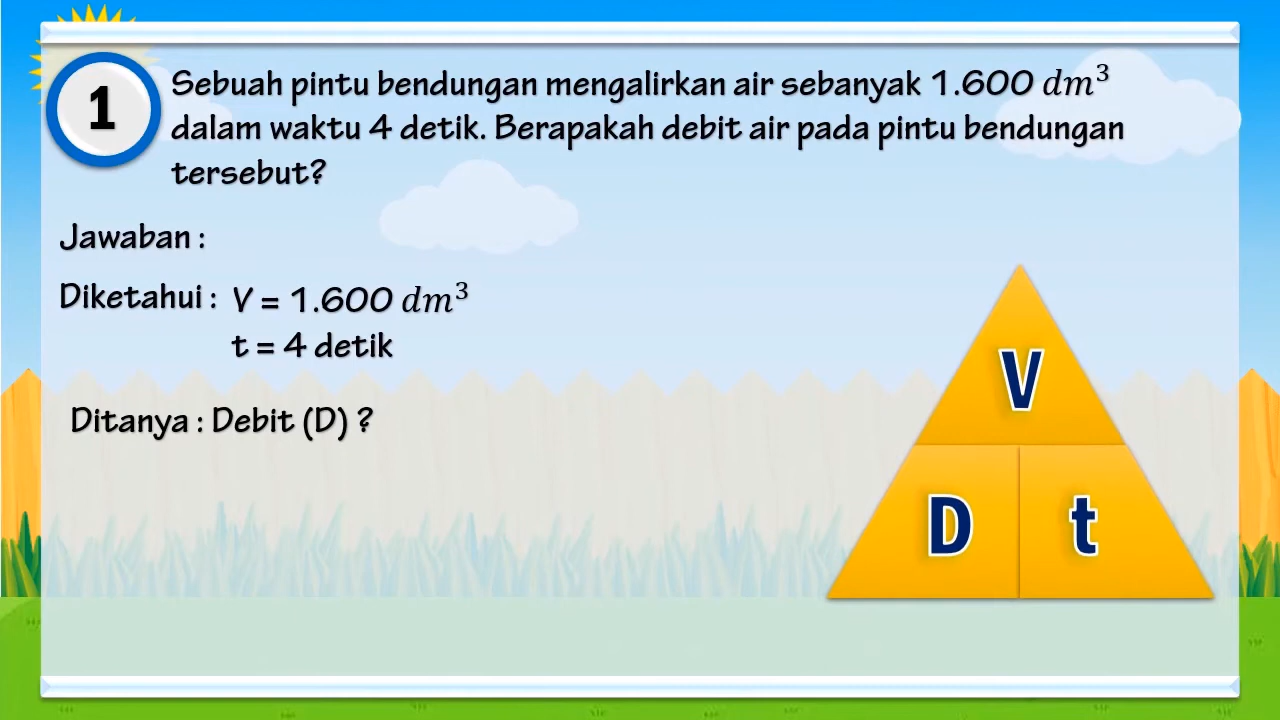 1
Sebuah pintu bendungan mengalirkan air sebanyak 1.600 dm³
dalam waktu 4 detik. Berapakah debit air pada pintu bendungan
tersebut?
Jawaban :
Diketahui : V = 1.600 dm³
t = 4 detik
Ditanya : Debit (D) ?
V
D t